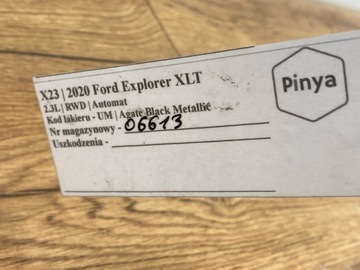 X23 | 2020 Ford Explorer XLT
2.3L | RWD | Automat
Kod lakieru - UM | Agate Black Metallic
Nr magazynowy - 06613
Uszkodzenia -
Pinya